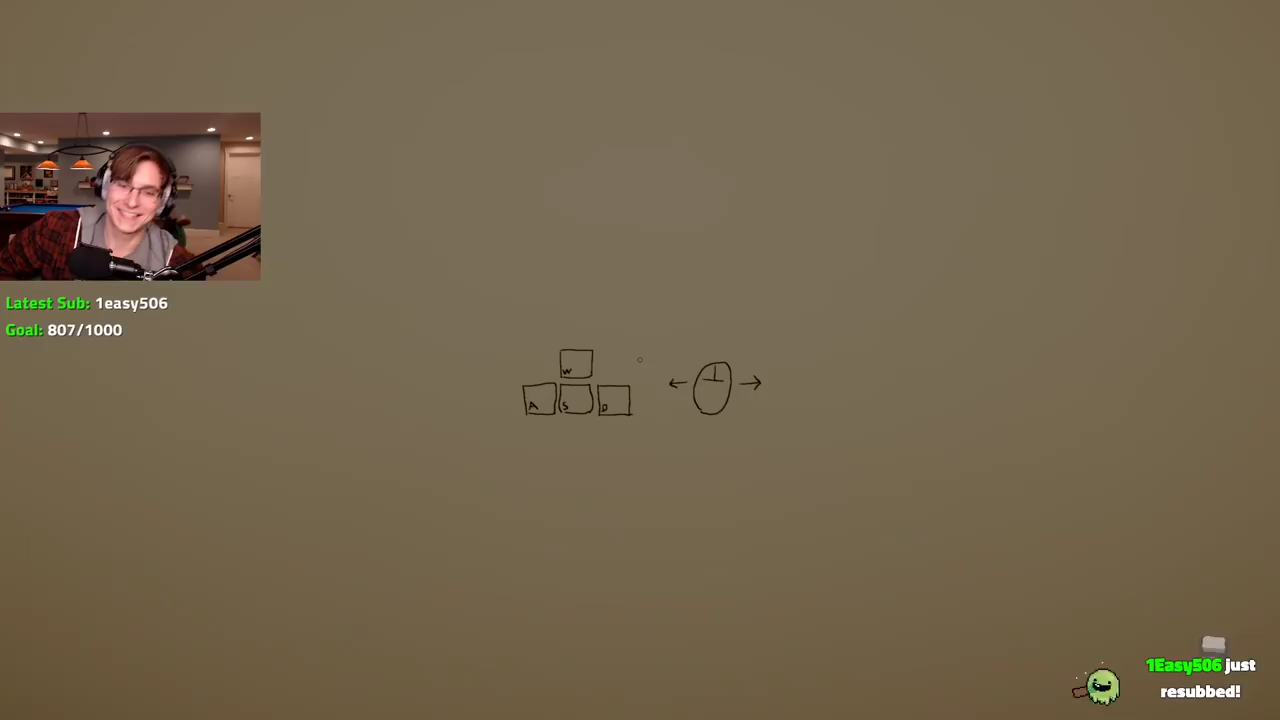 Latest Sub: 1easy506
Goal: 807/1000
W
A S D
1Easy506 just
resubbed!